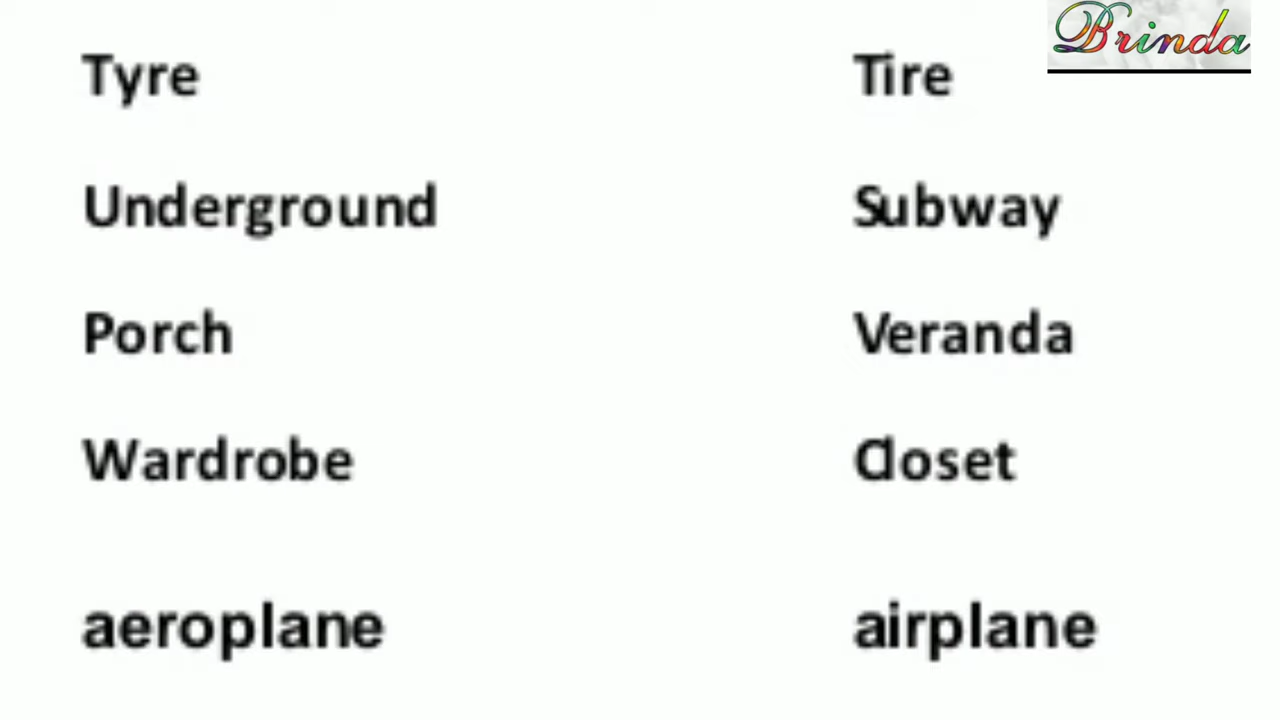 Brinda
Tyre Tire
Underground Subway
Porch Veranda
Wardrobe Closet
aeroplane airplane